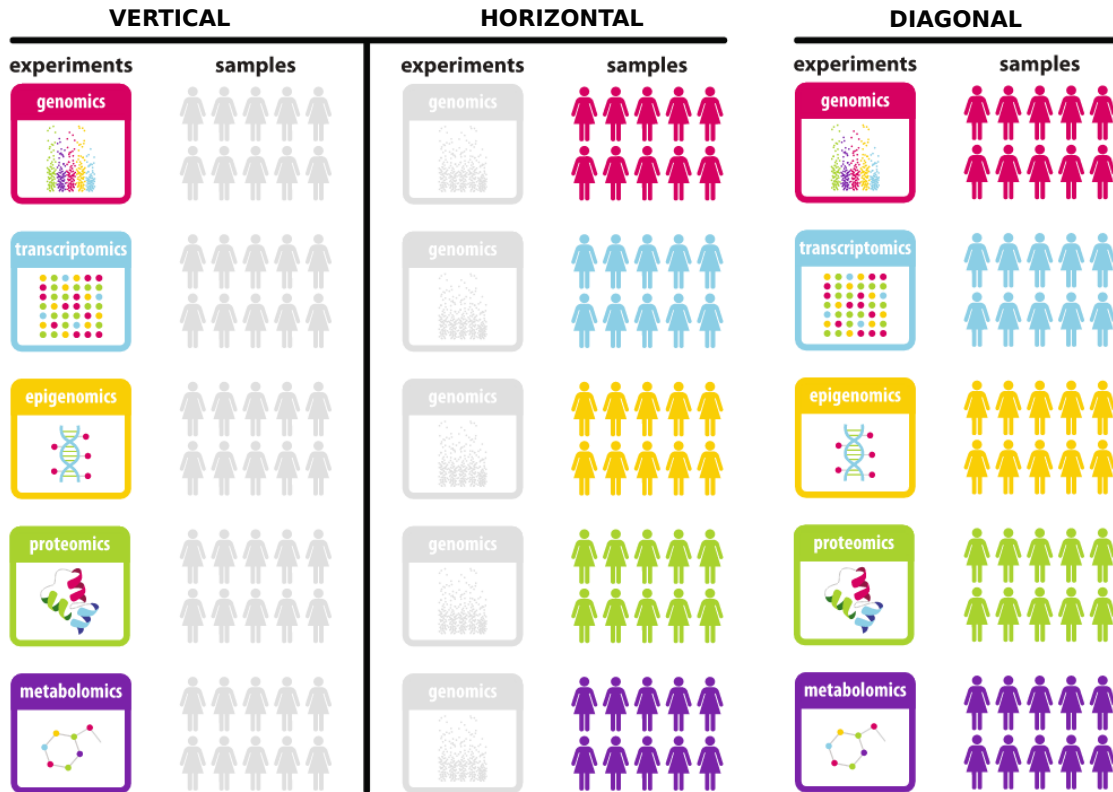 VERTICAL
HORIZONTAL
DIAGONAL
experiments
samples
experiments
samples
experiments
samples
genomics
genomics
genomics
transcriptomics
genomics
transcriptomics
epigenomics
genomics
epigenomics
proteomics
genomics
proteomics
metabolomics
genomics
metabolomics